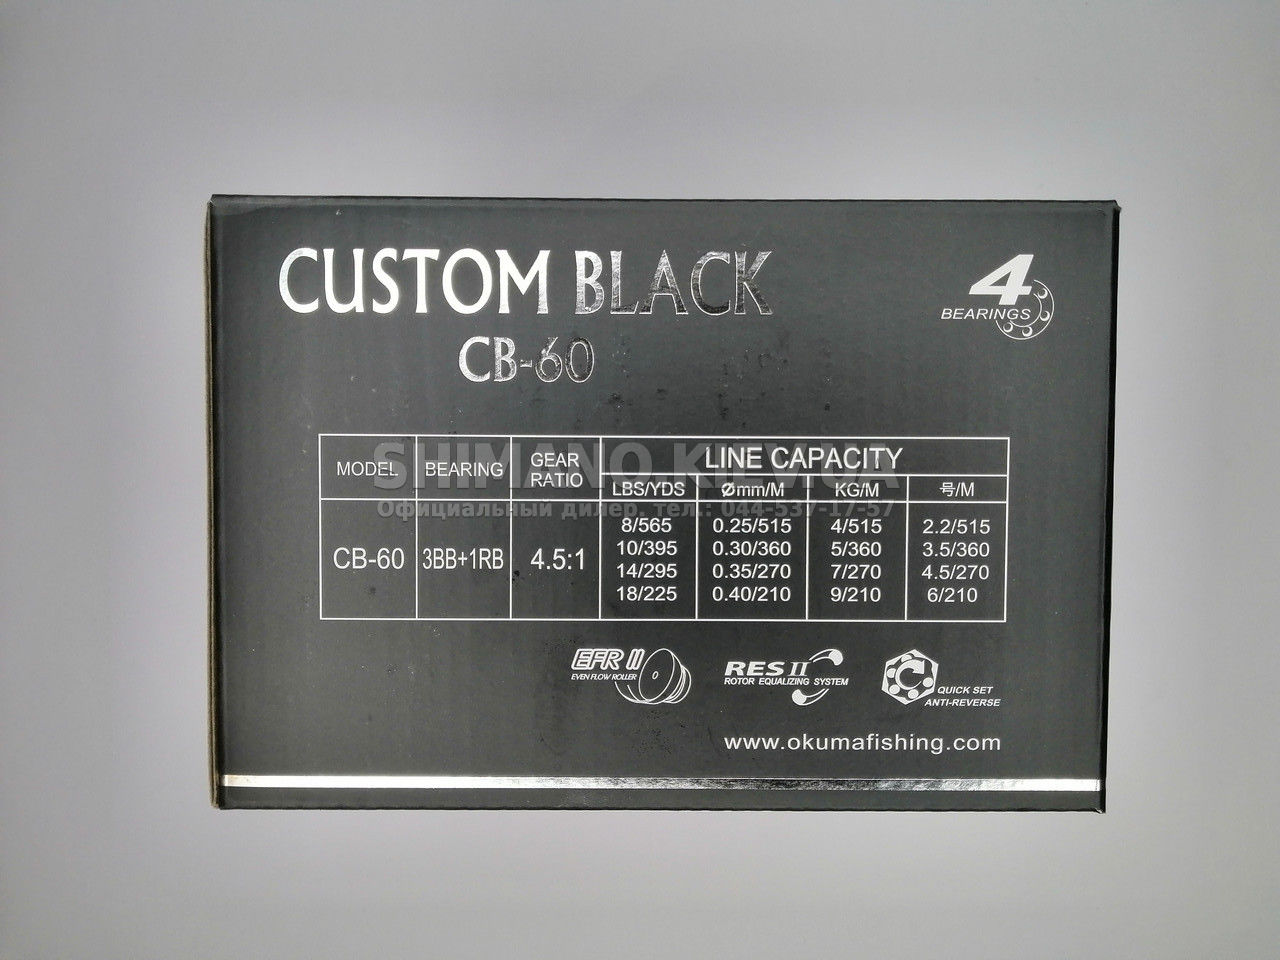 CUSTOM BLACK
CB-60
4
BEARINGS
MODEL BEARING GEAR RATIO LINE CAPACITY
LBS/YDS Ømm/M KG/M 号/M
SHIMANO.KIEV.UA
Официальный дилер. тел.: 044-537-17-57
CB-60 3BB+1RB 4.5:1
8/565 0.25/515 4/515 2.2/515
10/395 0.30/360 5/360 3.5/360
14/295 0.35/270 7/270 4.5/270
18/225 0.40/210 9/210 6/210
EFR II
EVEN FLOW ROLLER
RES II
ROTOR EQUALIZING SYSTEM
C
QUICK SET
ANTI-REVERSE
www.okumafishing.com